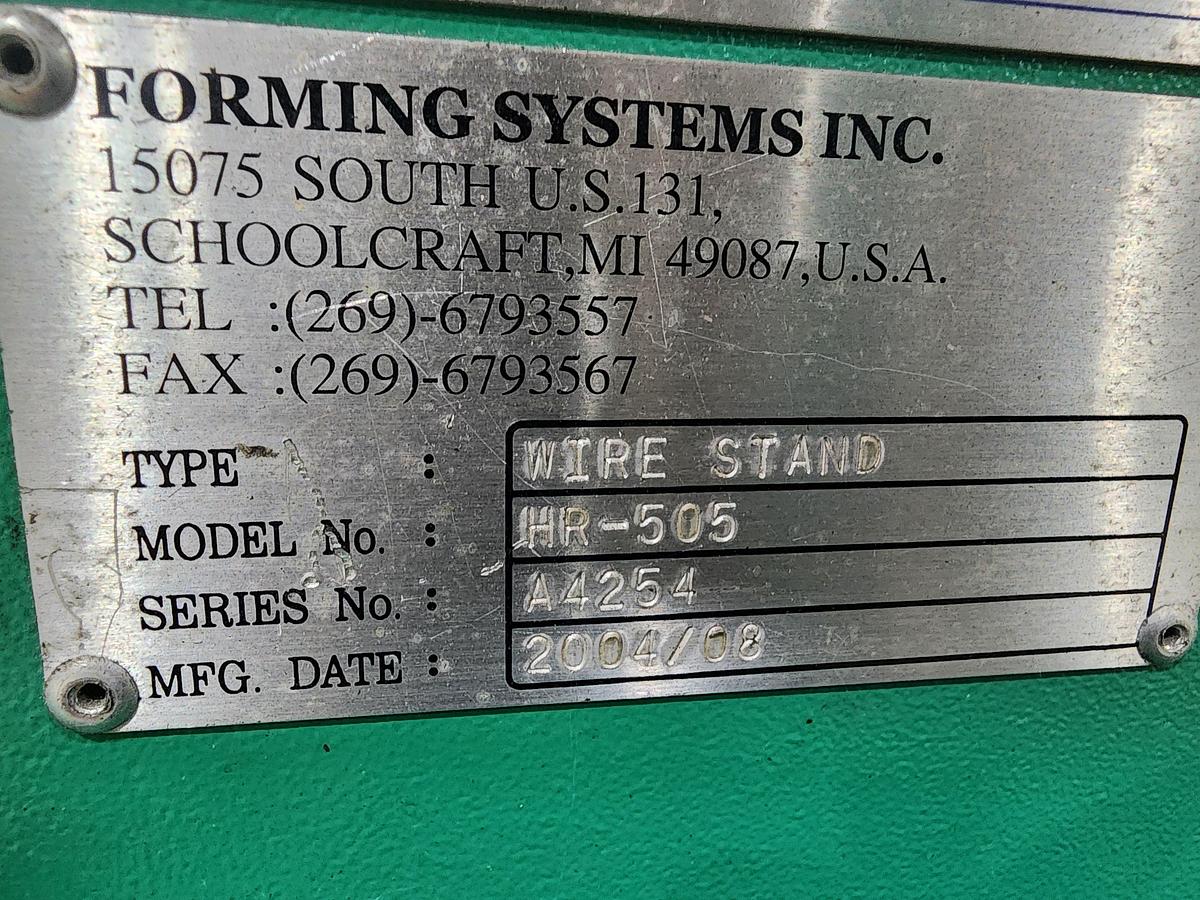 FORMING SYSTEMS INC.
15075 SOUTH U.S.131,
SCHOOLCRAFT,MI 49087,U.S.A.
TEL :(269)-6793557
FAX :(269)-6793567
TYPE : WIRE STAND
MODEL No. : HR-505
SERIES No. : A4254
MFG. DATE : 2004/08